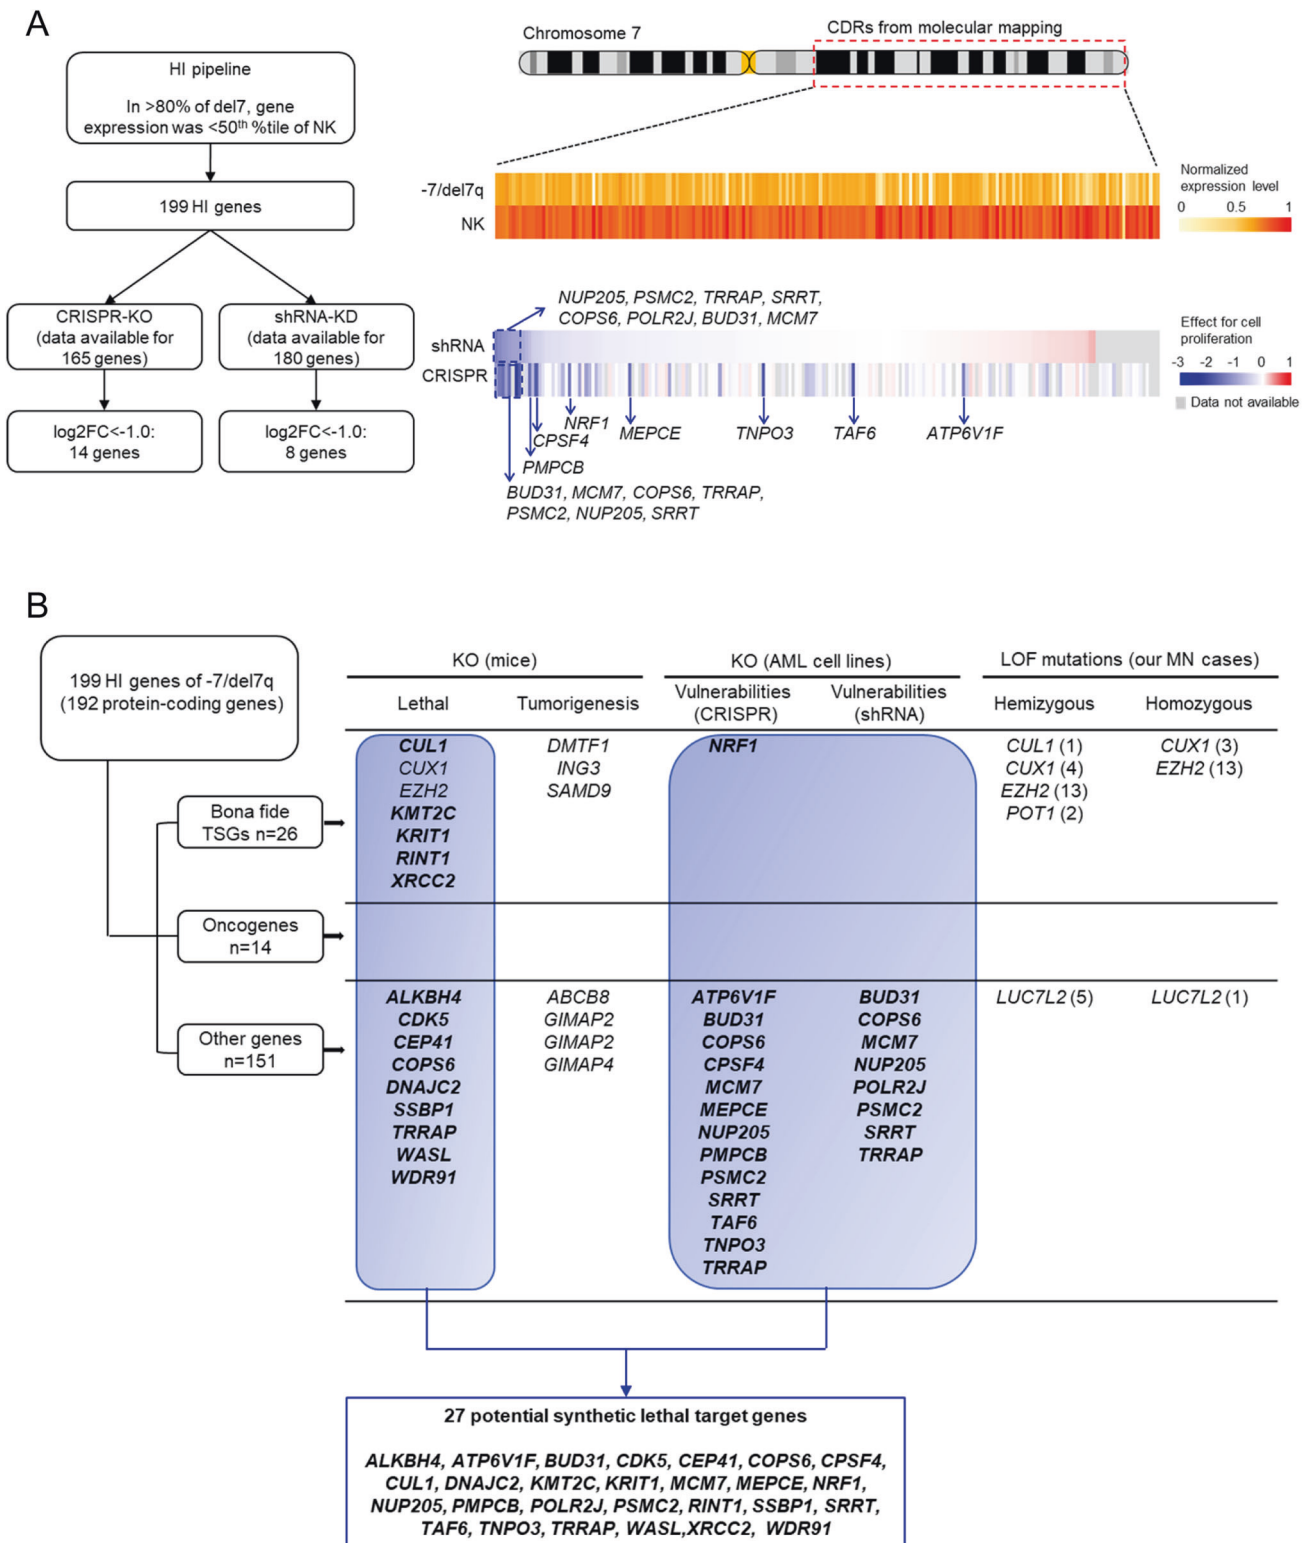 A
HI pipeline
In >80% of del7, gene
expression was <50th %tile of NK
199 HI genes
CRISPR-KO
(data available for
165 genes)
shRNA-KD
(data available for
180 genes)
log2FC<-1.0:
14 genes
log2FC<-1.0:
8 genes
Chromosome 7
CDRs from molecular mapping
-7/del7q
NK
Normalized
expression level
0 0.5 1
NUP205, PSMC2, TRRAP, SRRT,
COPS6, POLR2J, BUD31, MCM7
shRNA
CRISPR
Effect for cell
proliferation
-3 -2 -1 0 1
Data not available
NRF1
CPSF4
MEPCE
TNPO3
TAF6
ATP6V1F
PMPCB
BUD31, MCM7, COPS6, TRRAP,
PSMC2, NUP205, SRRT
B
199 HI genes of -7/del7q
(192 protein-coding genes)
Bona fide
TSGs n=26
Oncogenes
n=14
Other genes
n=151
KO (mice)
KO (AML cell lines)
LOF mutations (our MN cases)
Lethal
Tumorigenesis
Vulnerabilities
(CRISPR)
Vulnerabilities
(shRNA)
Hemizygous
Homozygous
CUL1
CUX1
EZH2
KMT2C
KRIT1
RINT1
XRCC2
DMTF1
ING3
SAMD9
NRF1
CUL1 (1)
CUX1 (4)
EZH2 (13)
POT1 (2)
CUX1 (3)
EZH2 (13)
ALKBH4
CDK5
CEP41
COPS6
DNAJC2
SSBP1
TRRAP
WASL
WDR91
ABCB8
GIMAP2
GIMAP2
GIMAP4
ATP6V1F
BUD31
COPS6
CPSF4
MCM7
MEPCE
NUP205
PMPCB
PSMC2
SRRT
TAF6
TNPO3
TRRAP
BUD31
COPS6
MCM7
NUP205
POLR2J
PSMC2
SRRT
TRRAP
LUC7L2 (5)
LUC7L2 (1)
27 potential synthetic lethal target genes
ALKBH4, ATP6V1F, BUD31, CDK5, CEP41, COPS6, CPSF4,
CUL1, DNAJC2, KMT2C, KRIT1, MCM7, MEPCE, NRF1,
NUP205, PMPCB, POLR2J, PSMC2, RINT1, SSBP1, SRRT,
TAF6, TNPO3, TRRAP, WASL,XRCC2, WDR91